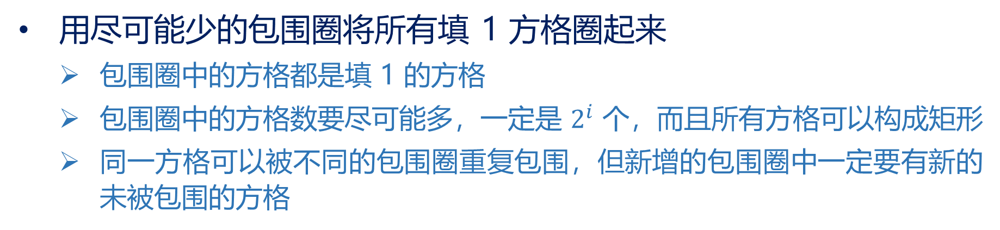 • 用尽可能少的包围圈将所有填 1 方格圈起来
➢ 包围圈中的方格都是填 1 的方格
➢ 包围圈中的方格数要尽可能多，一定是 2^i 个，而且所有方格可以构成矩形
➢ 同一方格可以被不同的包围圈重复包围，但新增的包围圈中一定要有新的
未被包围的方格